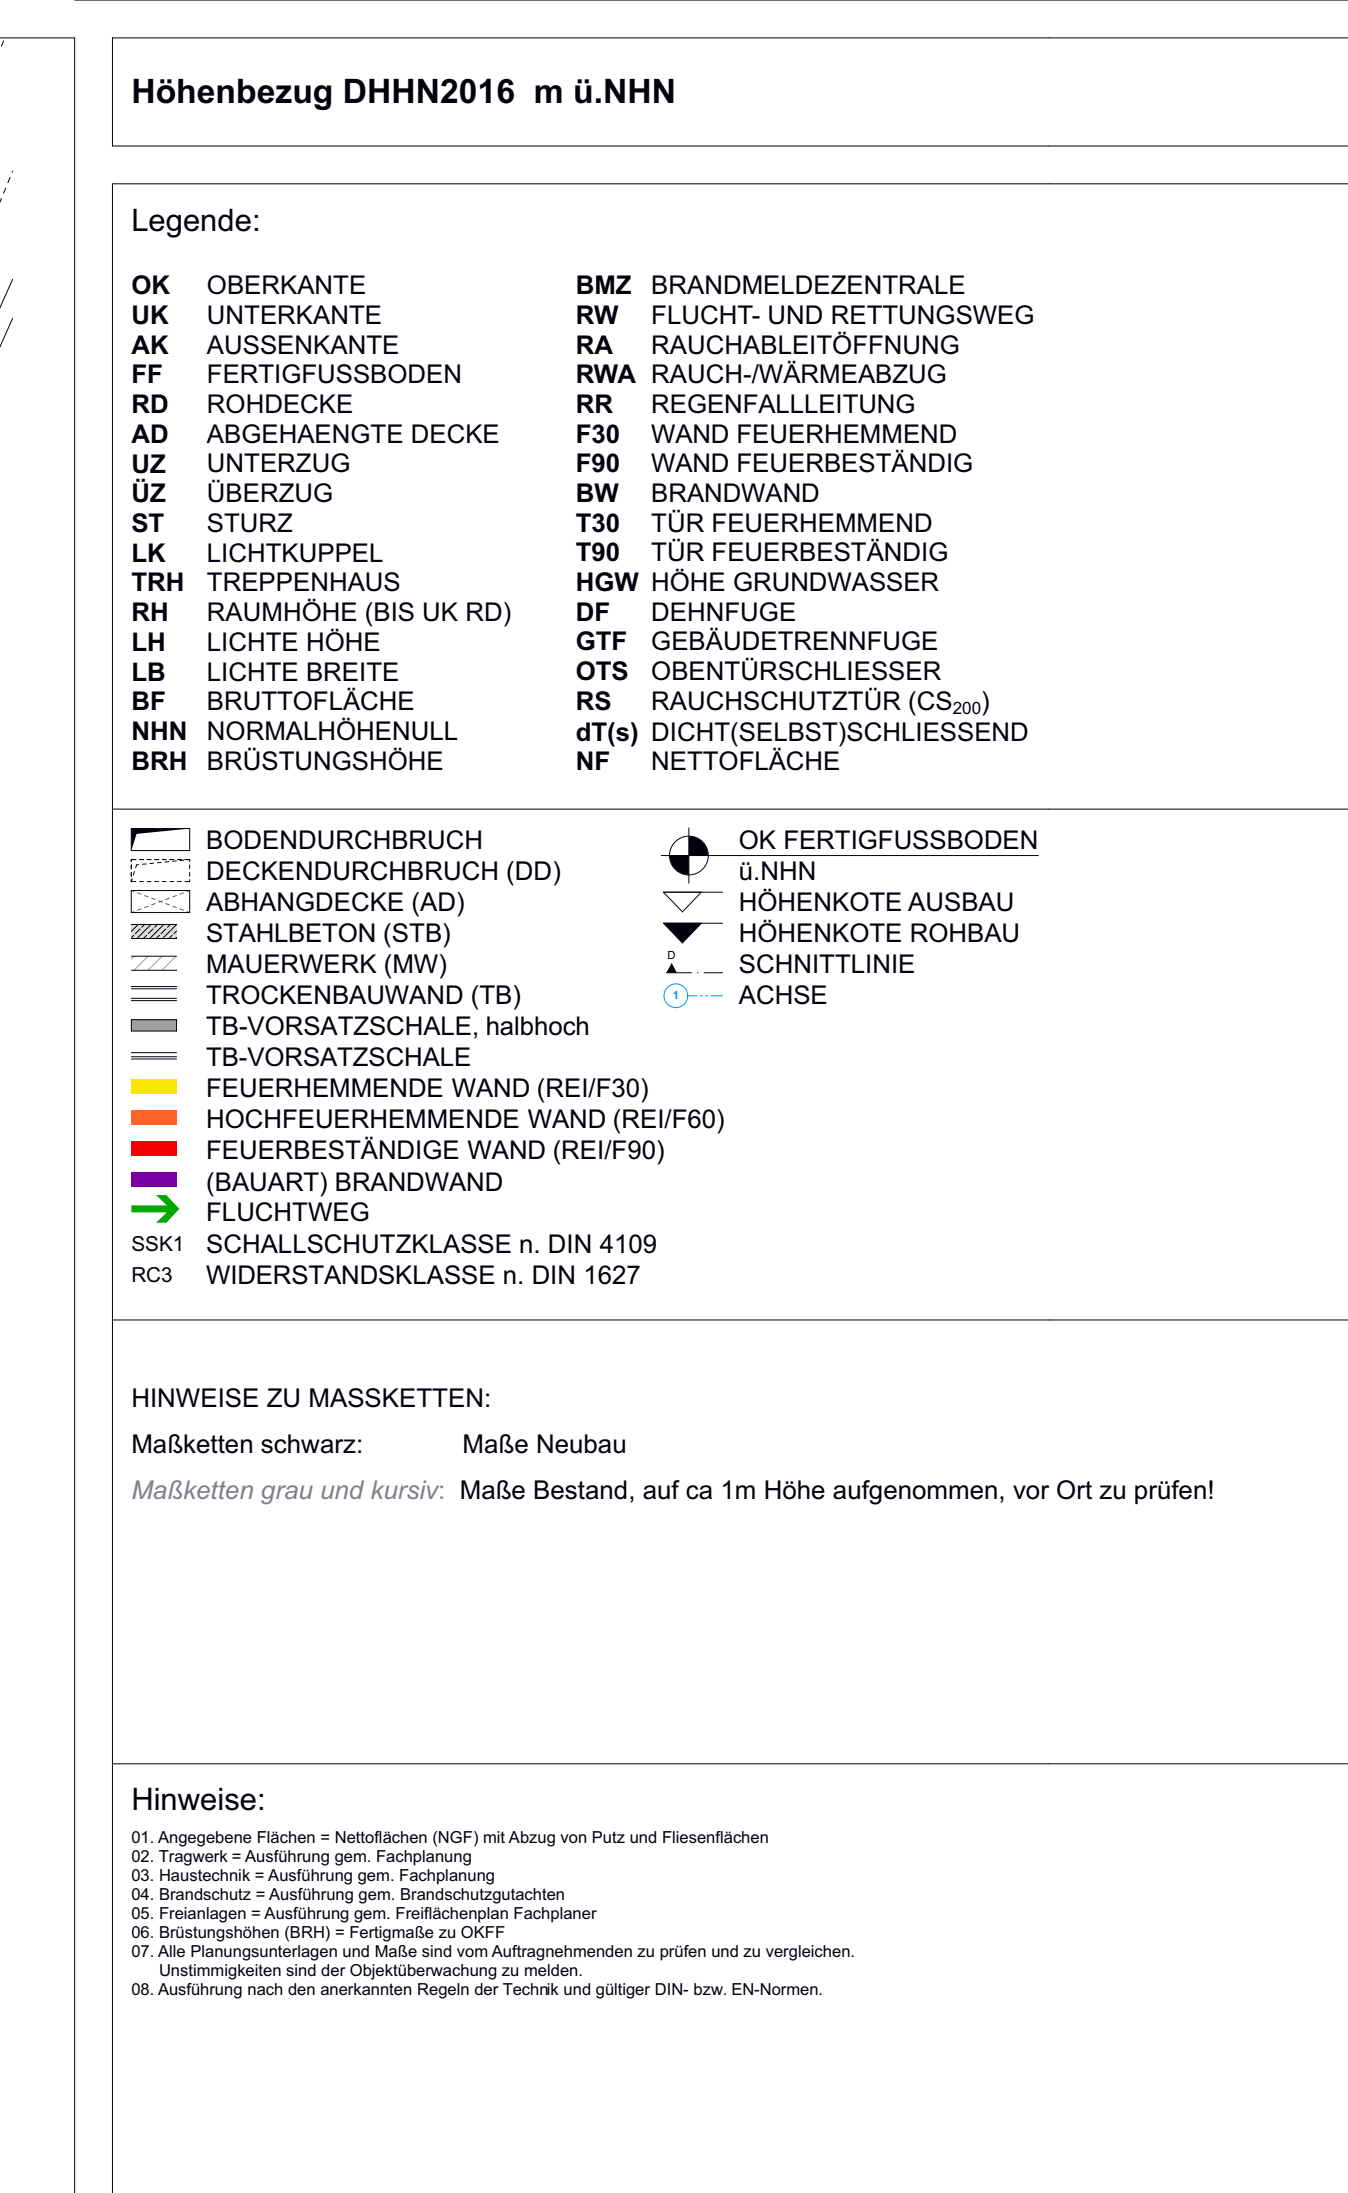 Höhenbezug DHHN2016 m ü.NHN
Legende:
OK OBERKANTE
UK UNTERKANTE
AK AUSSENKANTE
FF FERTIGFUSSBODEN
RD ROHDECKE
AD ABGEHAENGTE DECKE
UZ UNTERZUG
ÜZ ÜBERZUG
ST STURZ
LK LICHTKUPPEL
TRH TREPPENHAUS
RH RAUMHÖHE (BIS UK RD)
LH LICHTE HÖHE
LB LICHTE BREITE
BF BRUTTOFLÄCHE
NHN NORMALHÖHENULL
BRH BRÜSTUNGSHÖHE
BMZ BRANDMELDEZENTRALE
RW FLUCHT- UND RETTUNGSWEG
RA RAUCHABLEITÖFFNUNG
RWA RAUCH-/WÄRMEABZUG
RR REGENFALLLEITUNG
F30 WAND FEUERHEMMEND
F90 WAND FEUERBESTÄNDIG
BW BRANDWAND
T30 TÜR FEUERHEMMEND
T90 TÜR FEUERBESTÄNDIG
HGW HÖHE GRUNDWASSER
DF DEHNFUGE
GTF GEBÄUDETRENNFUGE
OTS OBENTÜRSCHLIESSER
RS RAUCHSCHUTZTÜR (CS200)
dT(s) DICHT(SELBST)SCHLIESSEND
NF NETTOFLÄCHE
BODENDURCHBRUCH
DECKENDURCHBRUCH (DD)
ABHANGDECKE (AD)
STAHLBETON (STB)
MAUERWERK (MW)
TROCKENBAUWAND (TB)
TB-VORSATZSCHALE, halbhoch
TB-VORSATZSCHALE
FEUERHEMMENDE WAND (REI/F30)
HOCHFEUERHEMMENDE WAND (REI/F60)
FEUERBESTÄNDIGE WAND (REI/F90)
(BAUART) BRANDWAND
FLUCHTWEG
SSK1 SCHALLSCHUTZKLASSE n. DIN 4109
RC3 WIDERSTANDSKLASSE n. DIN 1627
OK FERTIGFUSSBODEN
ü.NHN
HÖHENKOTE AUSBAU
HÖHENKOTE ROHBAU
D SCHNITTLINIE
1 ACHSE
HINWEISE ZU MASSKETTEN:
Maßketten schwarz: Maße Neubau
Maßketten grau und kursiv: Maße Bestand, auf ca 1m Höhe aufgenommen, vor Ort zu prüfen!
Hinweise:
01. Angegebene Flächen = Nettoflächen (NGF) mit Abzug von Putz und Fliesenflächen
02. Tragwerk = Ausführung gem. Fachplanung
03. Haustechnik = Ausführung gem. Fachplanung
04. Brandschutz = Ausführung gem. Brandschutzgutachten
05. Freianlagen = Ausführung gem. Freiflächenplan Fachplaner
06. Brüstungshöhen (BRH) = Fertigmaße zu OKFF
07. Alle Planungsunterlagen und Maße sind vom Auftragnehmenden zu prüfen und zu vergleichen.
Unstimmigkeiten sind der Objektüberwachung zu melden.
08. Ausführung nach den anerkannten Regeln der Technik und gültiger DIN- bzw. EN-Normen.